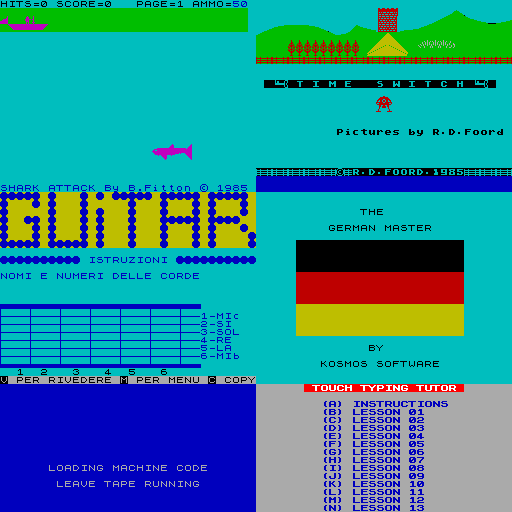 HITS=0 SCORE=0 PAGE=1 AMMO=50
SHARK ATTACK By B.Fitton © 1985
TIME SWITCH
Pictures by R.D.Foord
© R.D.FOORD.1985
GUITAR
ISTRUZIONI
NOMI E NUMERI DELLE CORDE
1-MIc
2-SI
3-SOL
4-RE
5-LA
6-MIb
1 2 3 4 5 6
V PER RIVEDERE M PER MENU C COPY
THE
GERMAN MASTER
BY
KOSMOS SOFTWARE
LOADING MACHINE CODE
LEAVE TAPE RUNNING
TOUCH TYPING TUTOR
(A) INSTRUCTIONS
(B) LESSON 01
(C) LESSON 02
(D) LESSON 03
(E) LESSON 04
(F) LESSON 05
(G) LESSON 06
(H) LESSON 07
(I) LESSON 08
(J) LESSON 09
(K) LESSON 10
(L) LESSON 11
(M) LESSON 12
(N) LESSON 13